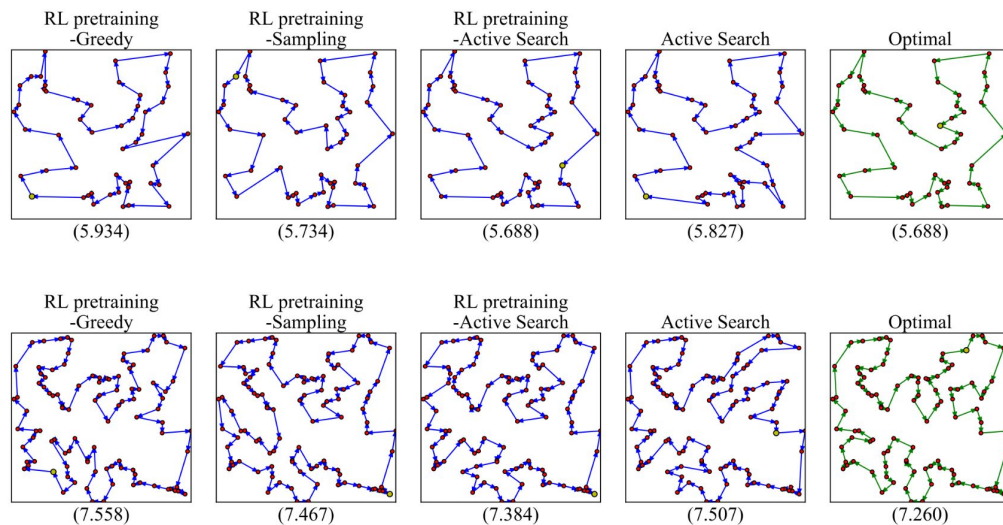 RL pretraining
-Greedy
RL pretraining
-Sampling
RL pretraining
-Active Search
Active Search
Optimal
(5.934)
(5.734)
(5.688)
(5.827)
(5.688)
RL pretraining
-Greedy
RL pretraining
-Sampling
RL pretraining
-Active Search
Active Search
Optimal
(7.558)
(7.467)
(7.384)
(7.507)
(7.260)